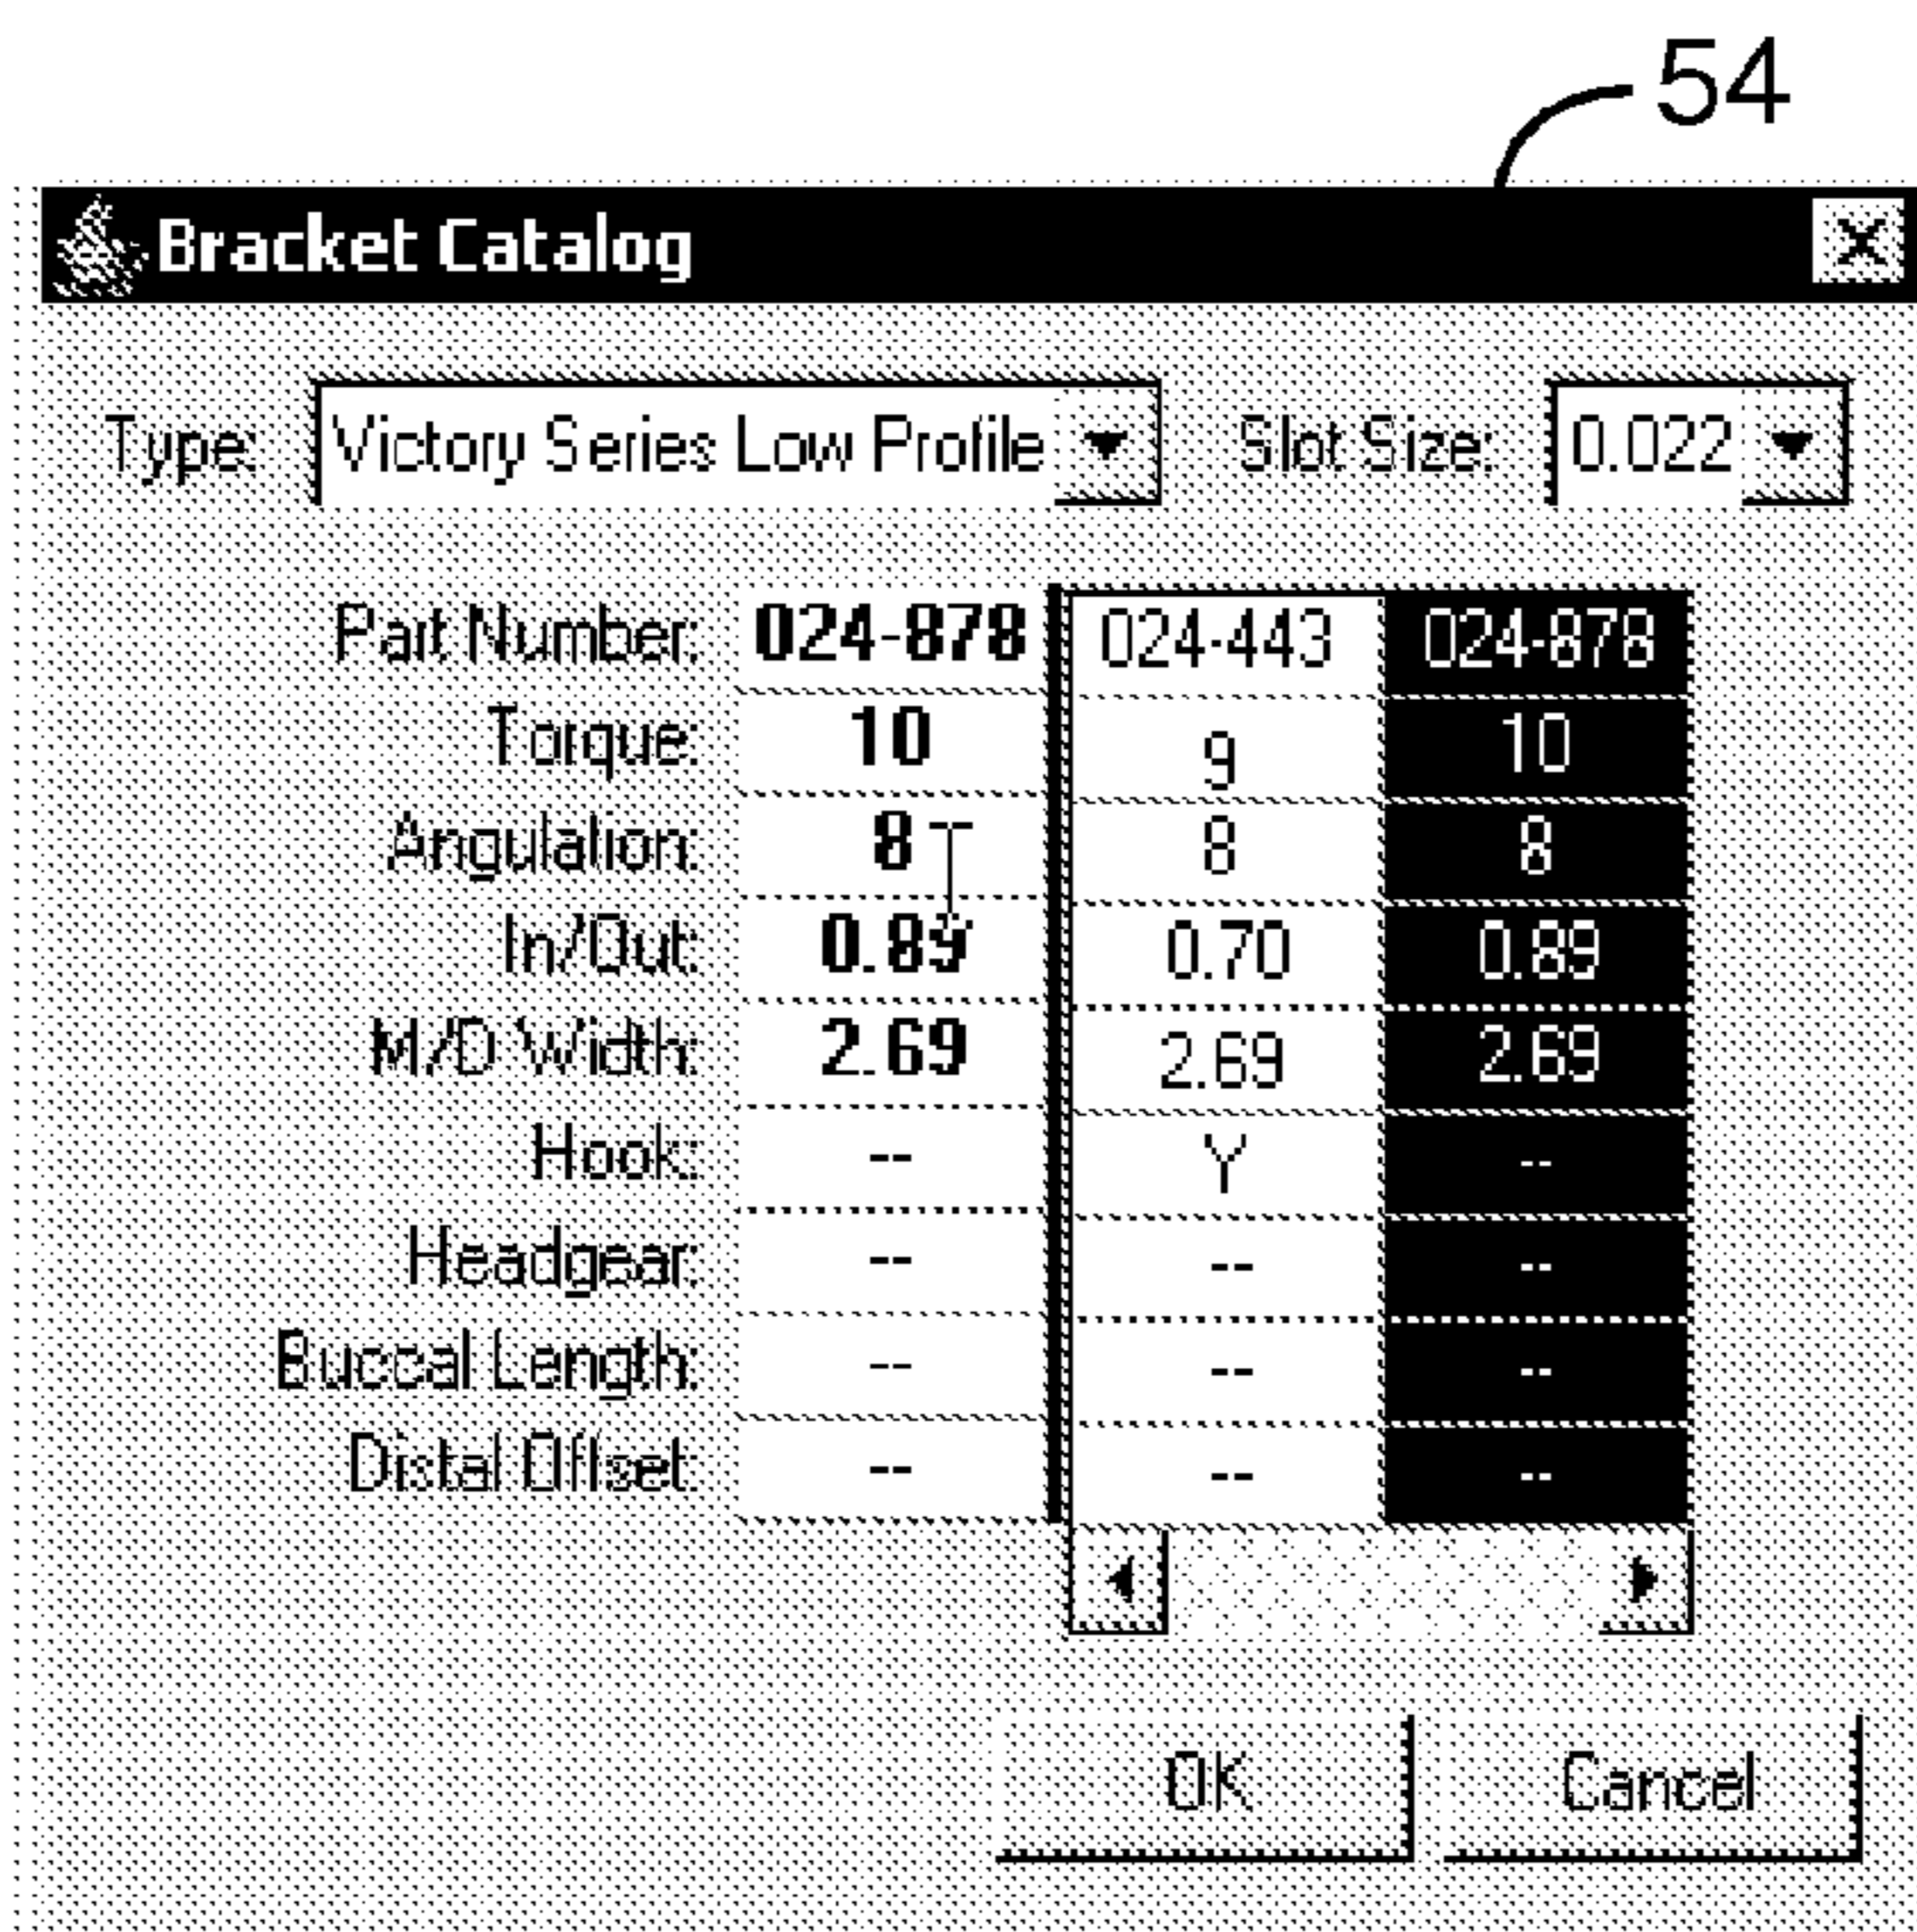 54
Bracket Catalog
Type: Victory Series Low Profile Slot Size: 0.022
Part Number: 024-878 024-443 024-878
Torque: 10 9 10
Angulation: 8 8 8
In/Out: 0.89 0.70 0.89
M/D Width: 2.69 2.69 2.69
Hook: -- Y --
Headgear: -- -- --
Buccal Length: -- -- --
Distal Offset: -- -- --
OK Cancel